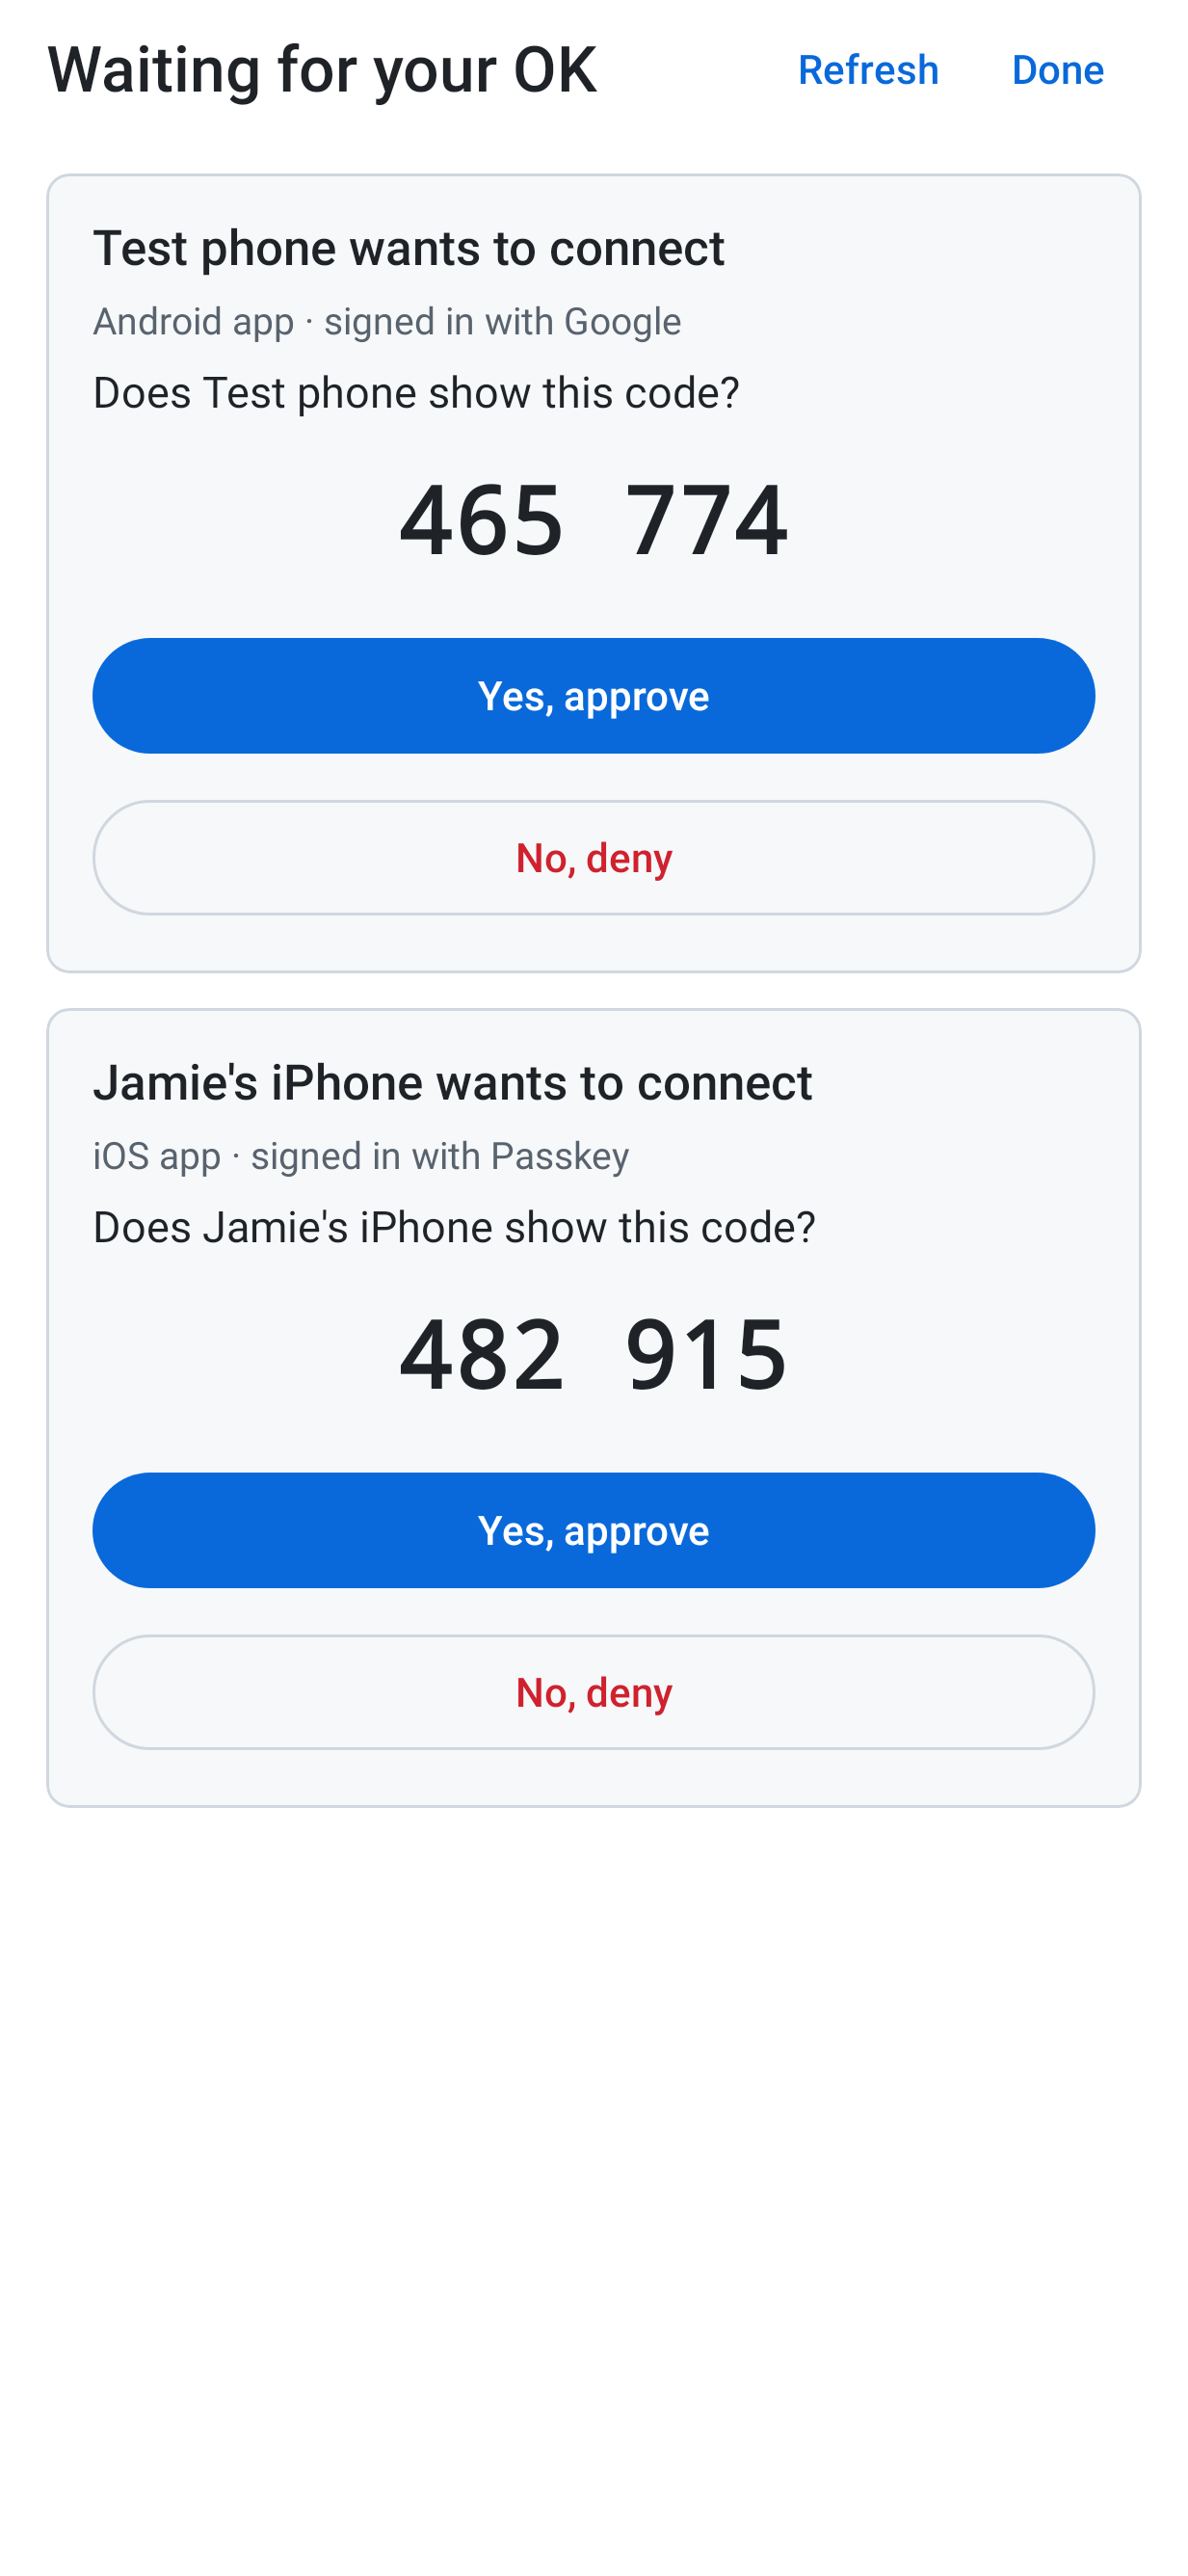 Waiting for your OK
Refresh
Done
Test phone wants to connect
Android app · signed in with Google
Does Test phone show this code?
465 774
Yes, approve
No, deny
Jamie's iPhone wants to connect
iOS app · signed in with Passkey
Does Jamie's iPhone show this code?
482 915
Yes, approve
No, deny